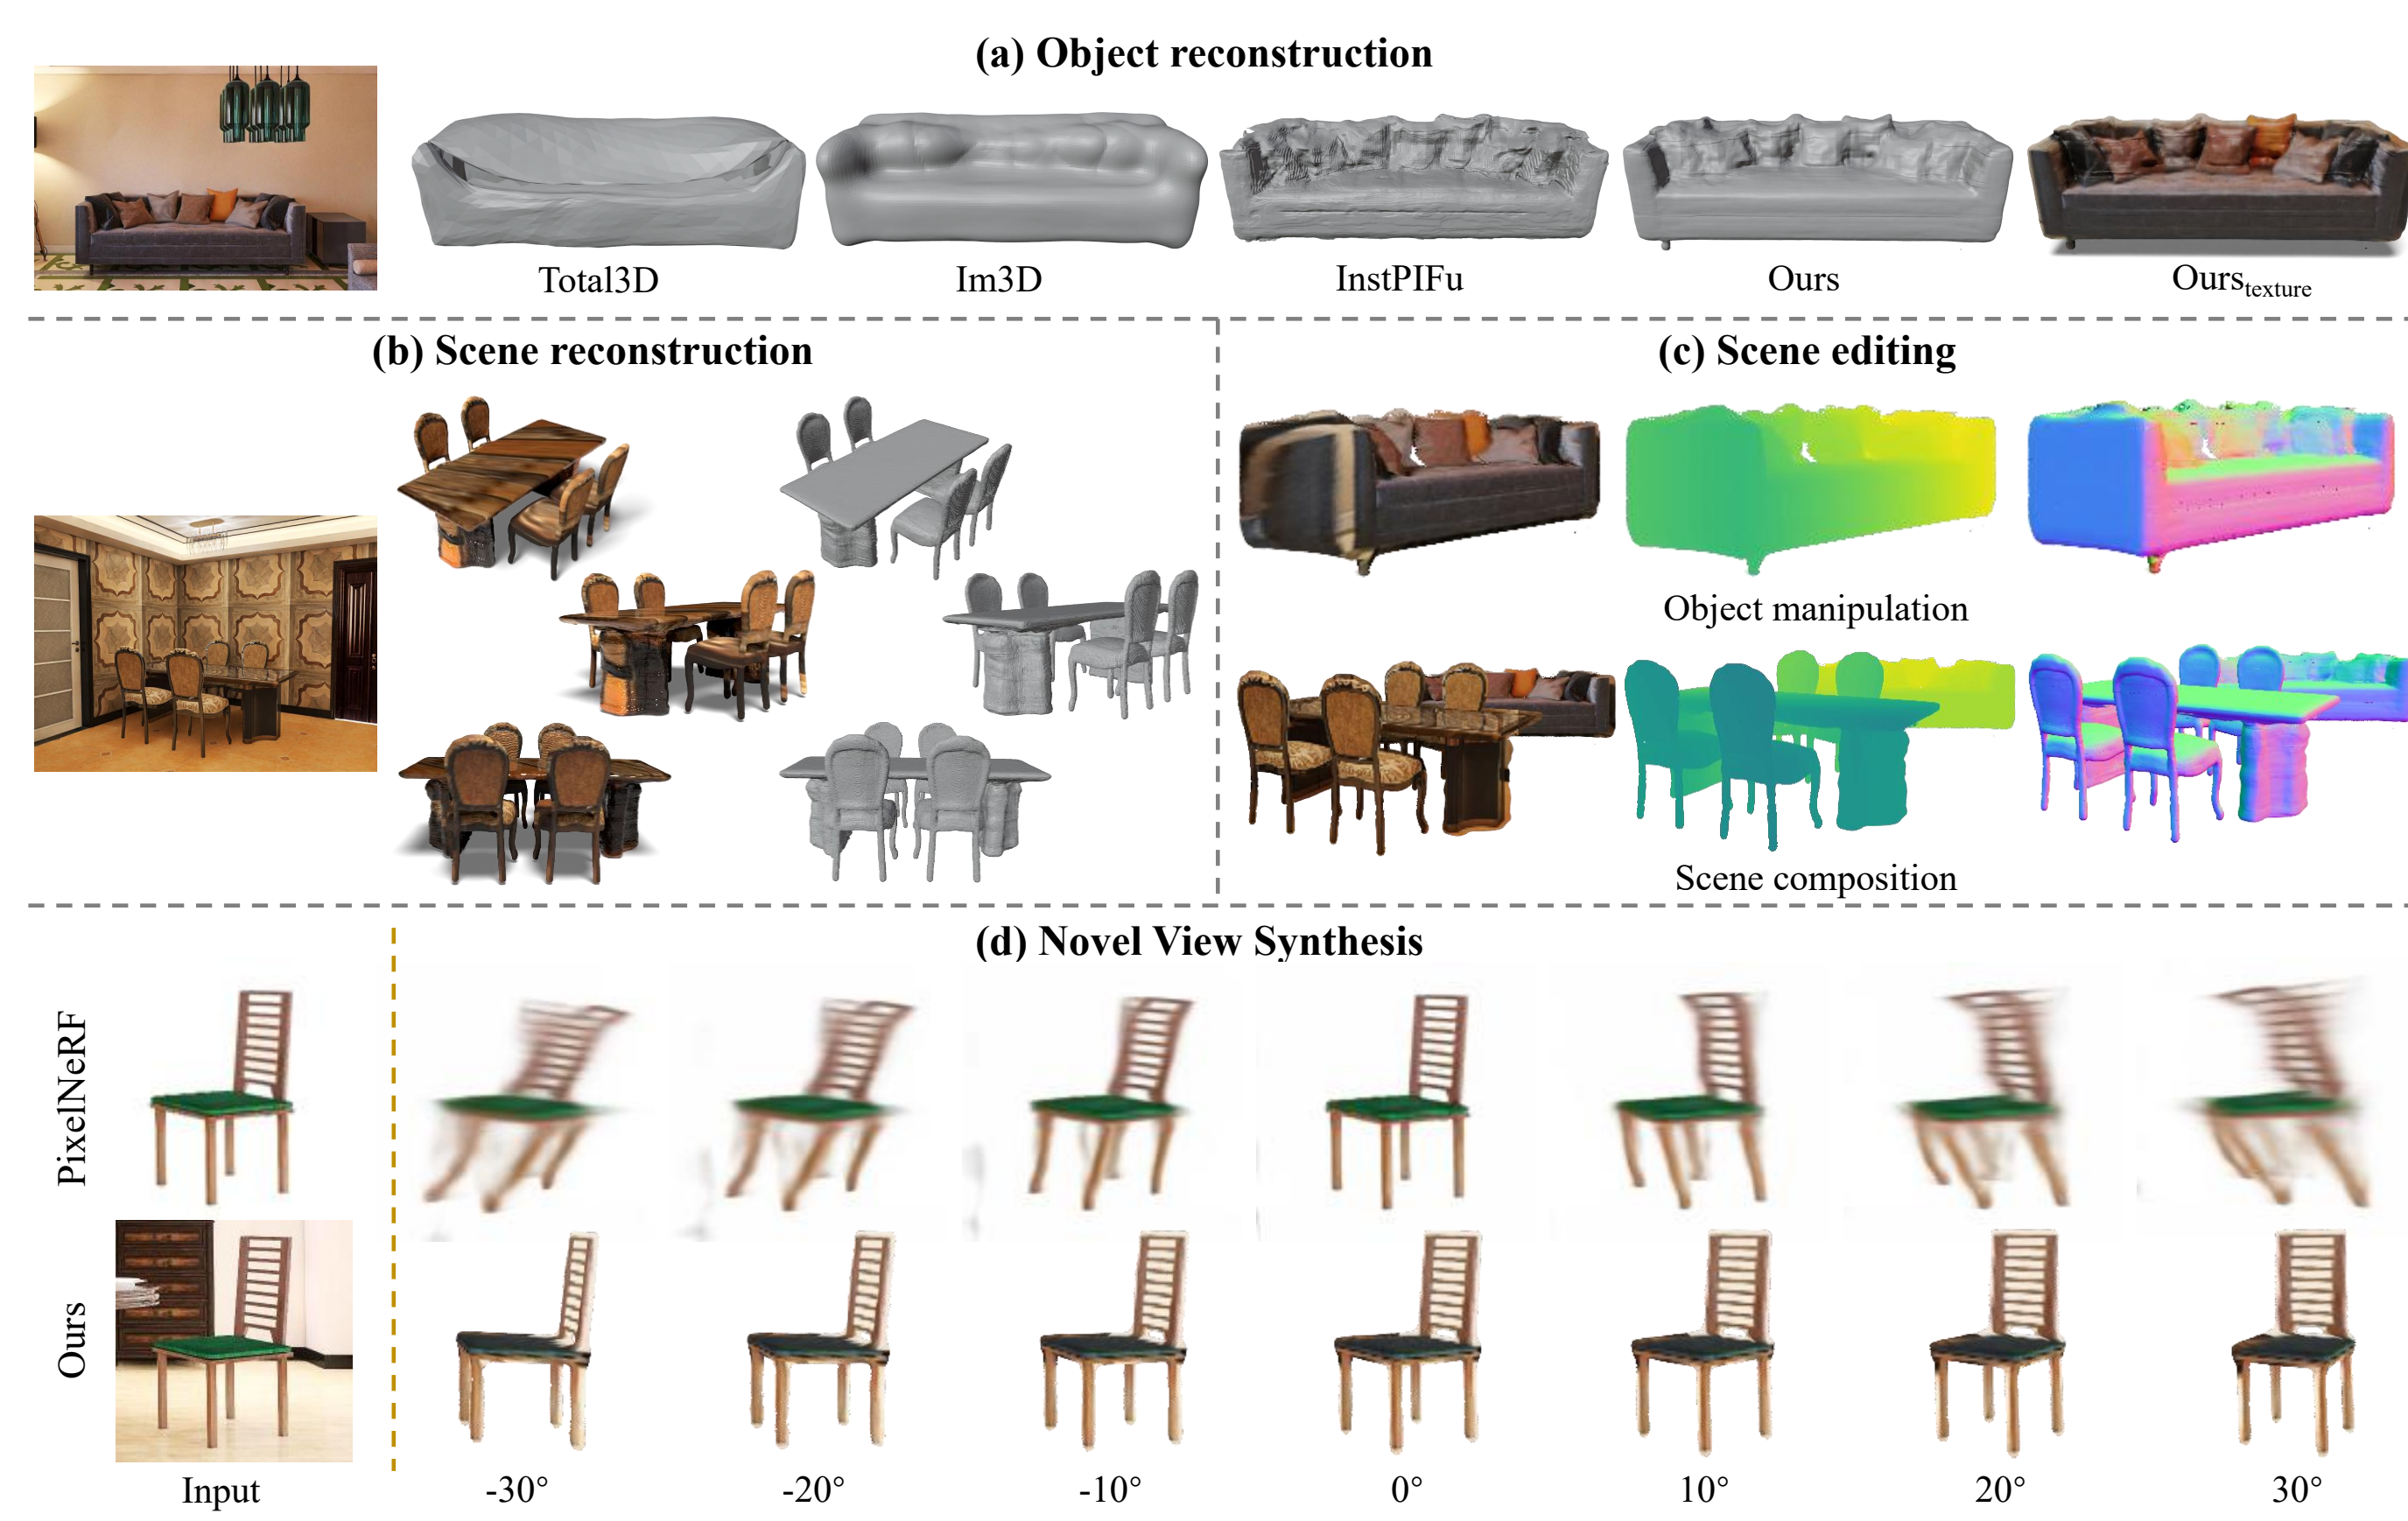 (a) Object reconstruction
Total3D
Im3D
InstPIFu
Ours
Ours_texture
(b) Scene reconstruction
(c) Scene editing
Object manipulation
Scene composition
(d) Novel View Synthesis
PixelNeRF
Ours
Input
-30°
-20°
-10°
0°
10°
20°
30°